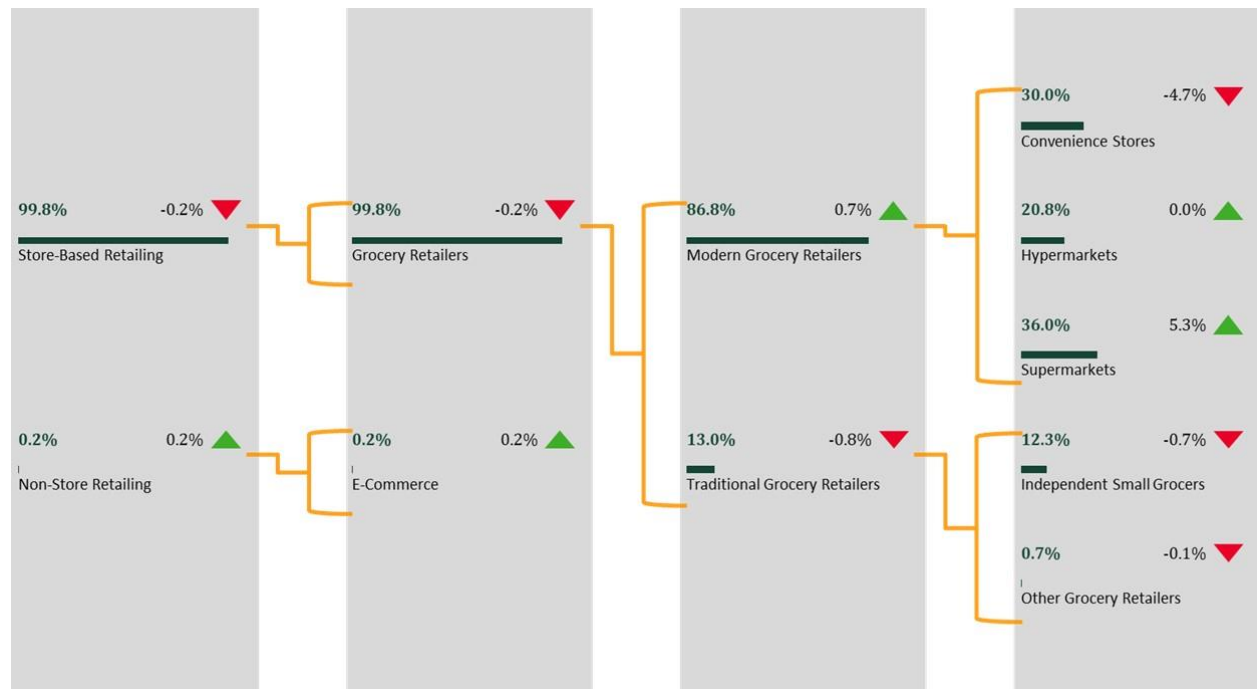 99.8% -0.2%
Store-Based Retailing
0.2% 0.2%
Non-Store Retailing
99.8% -0.2%
Grocery Retailers
0.2% 0.2%
E-Commerce
86.8% 0.7%
Modern Grocery Retailers
13.0% -0.8%
Traditional Grocery Retailers
30.0% -4.7%
Convenience Stores
20.8% 0.0%
Hypermarkets
36.0% 5.3%
Supermarkets
12.3% -0.7%
Independent Small Grocers
0.7% -0.1%
Other Grocery Retailers